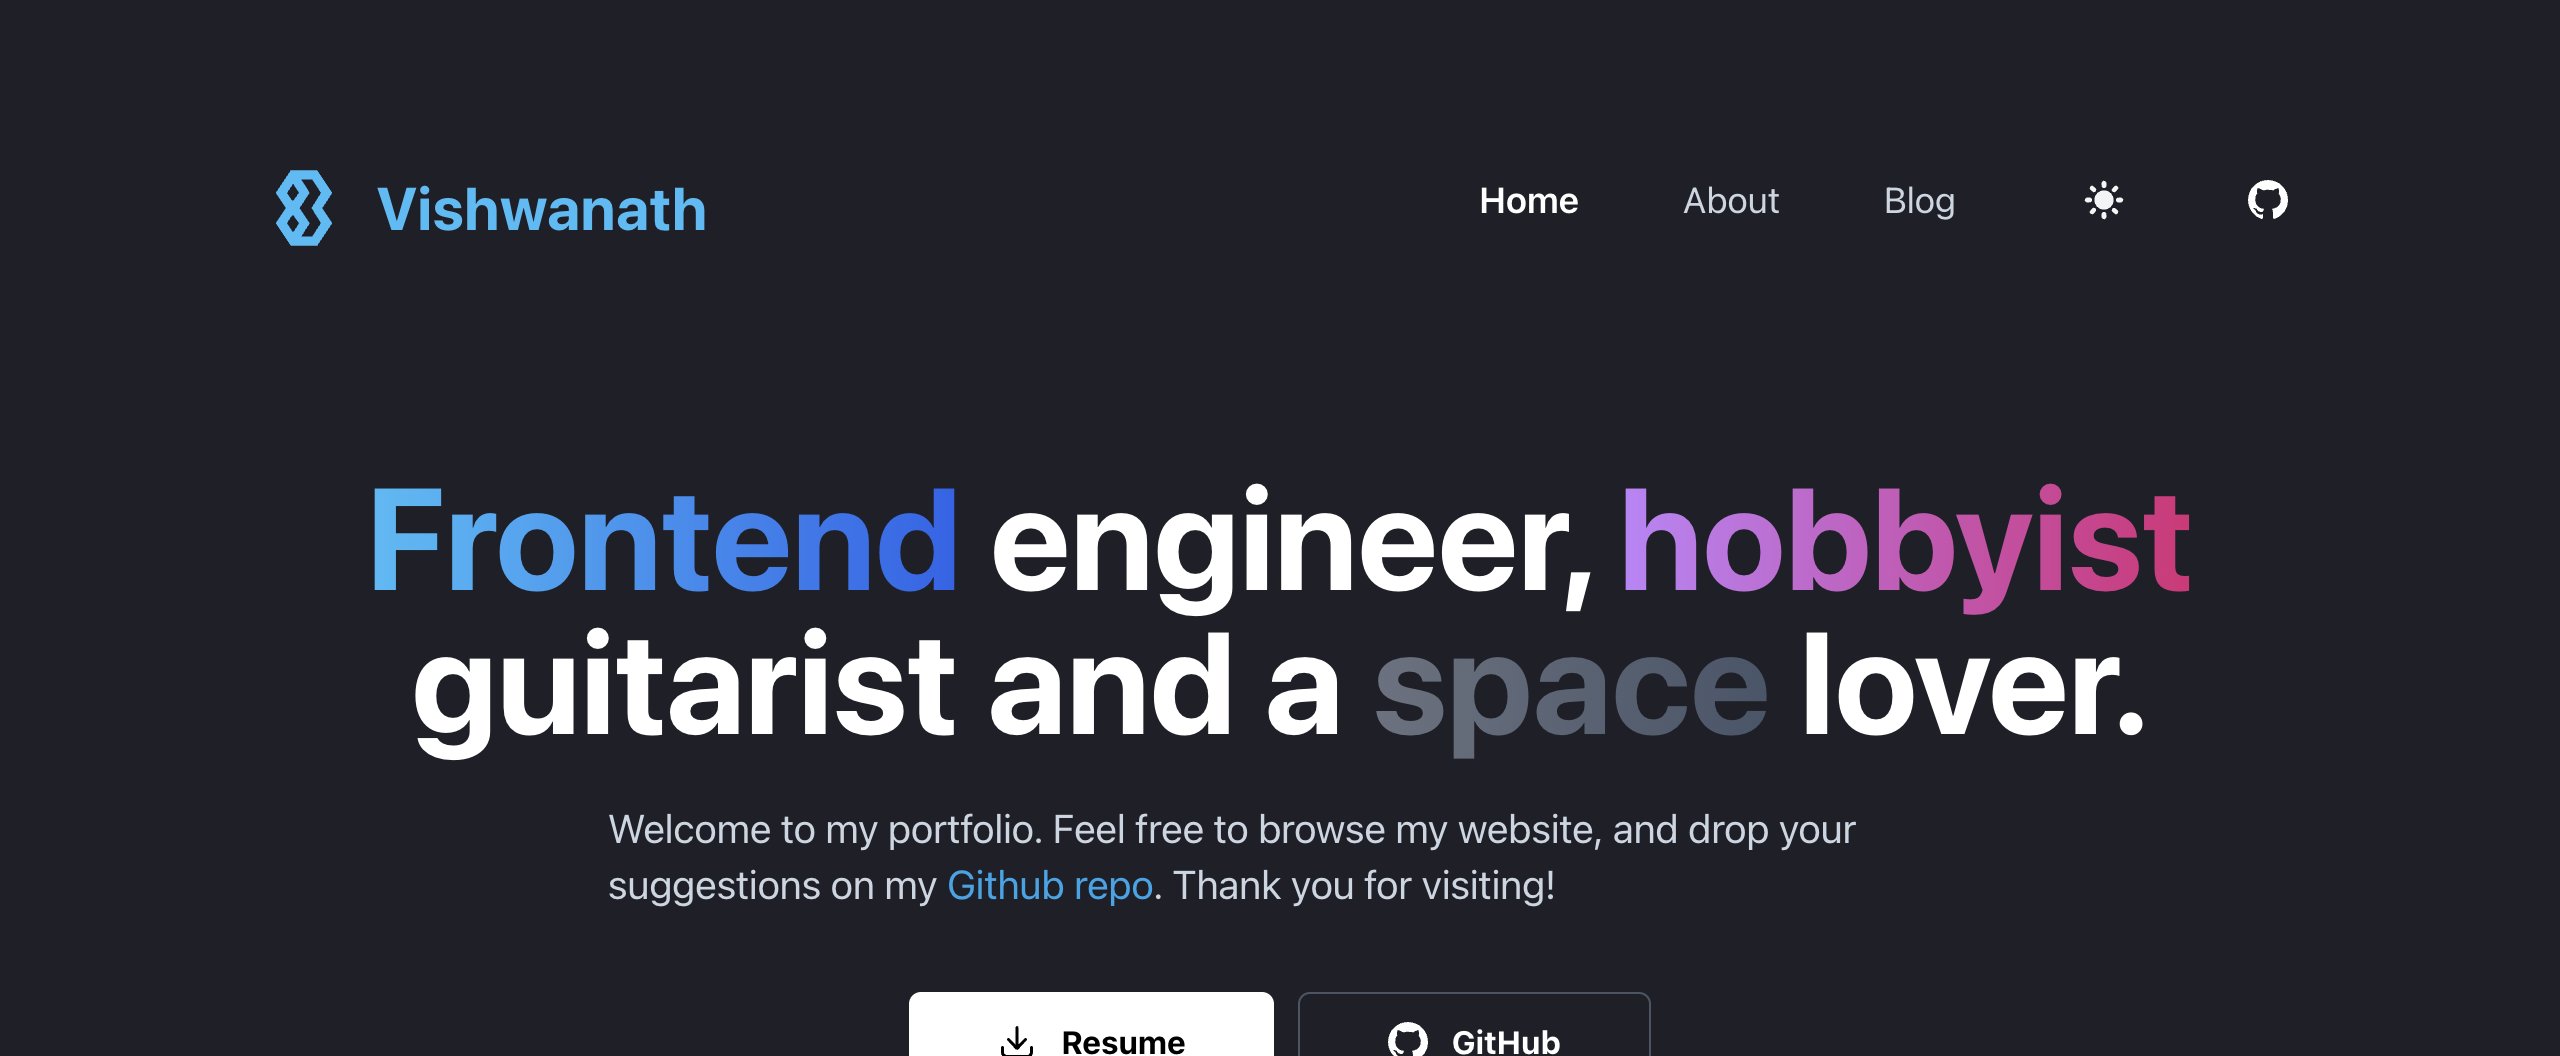 Vishwanath
Home About Blog
Frontend engineer, hobbyist
guitarist and a space lover.
Welcome to my portfolio. Feel free to browse my website, and drop your
suggestions on my Github repo. Thank you for visiting!
Resume GitHub